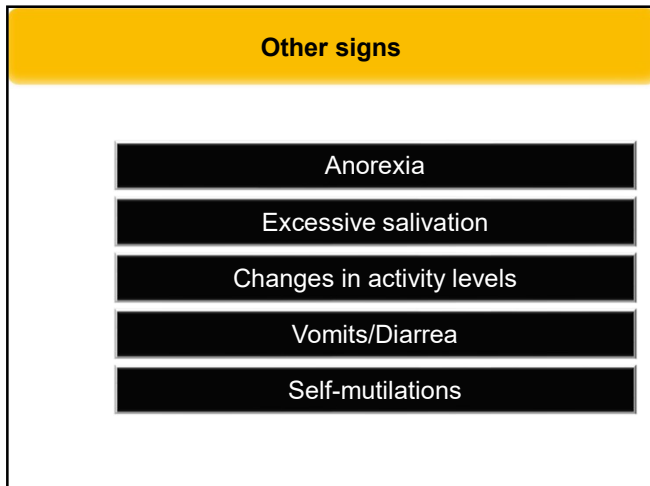 Other signs
Anorexia
Excessive salivation
Changes in activity levels
Vomits/Diarrea
Self-mutilations